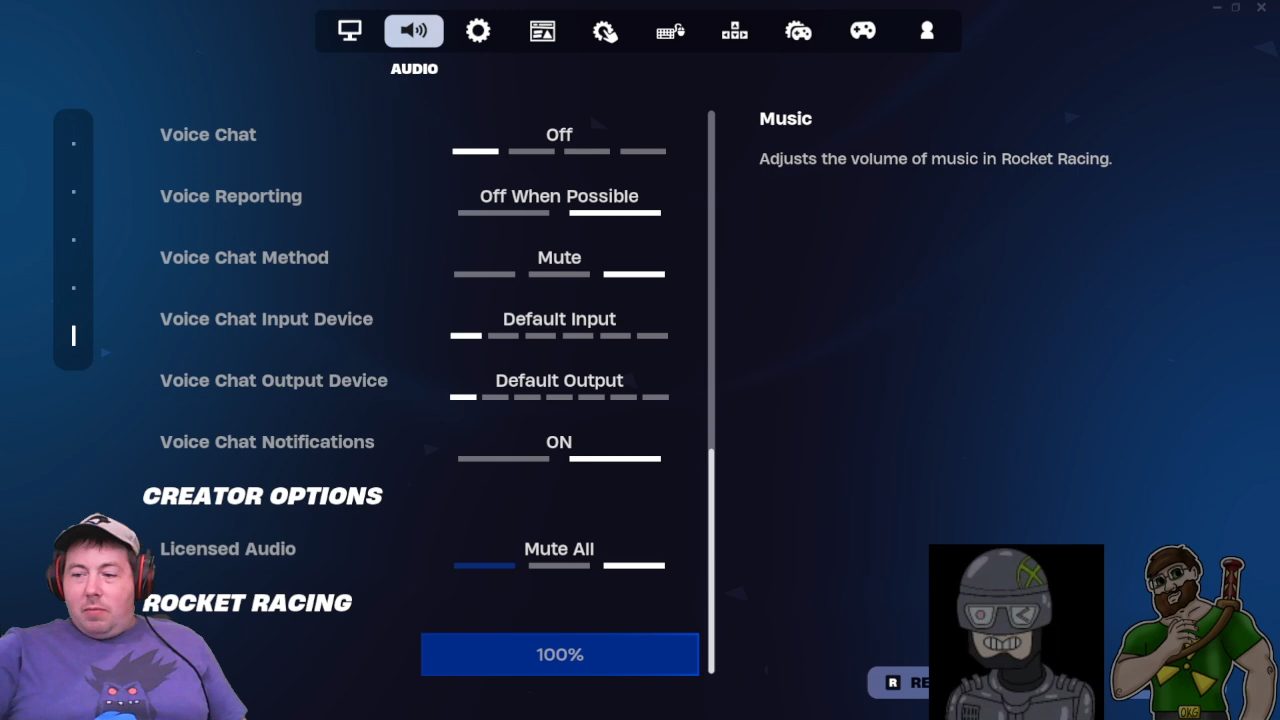 AUDIO
Voice Chat
Off
Voice Reporting
Off When Possible
Voice Chat Method
Mute
Voice Chat Input Device
Default Input
Voice Chat Output Device
Default Output
Voice Chat Notifications
ON
CREATOR OPTIONS
Licensed Audio
Mute All
ROCKET RACING
100%
Music
Adjusts the volume of music in Rocket Racing.
R RE
OKG